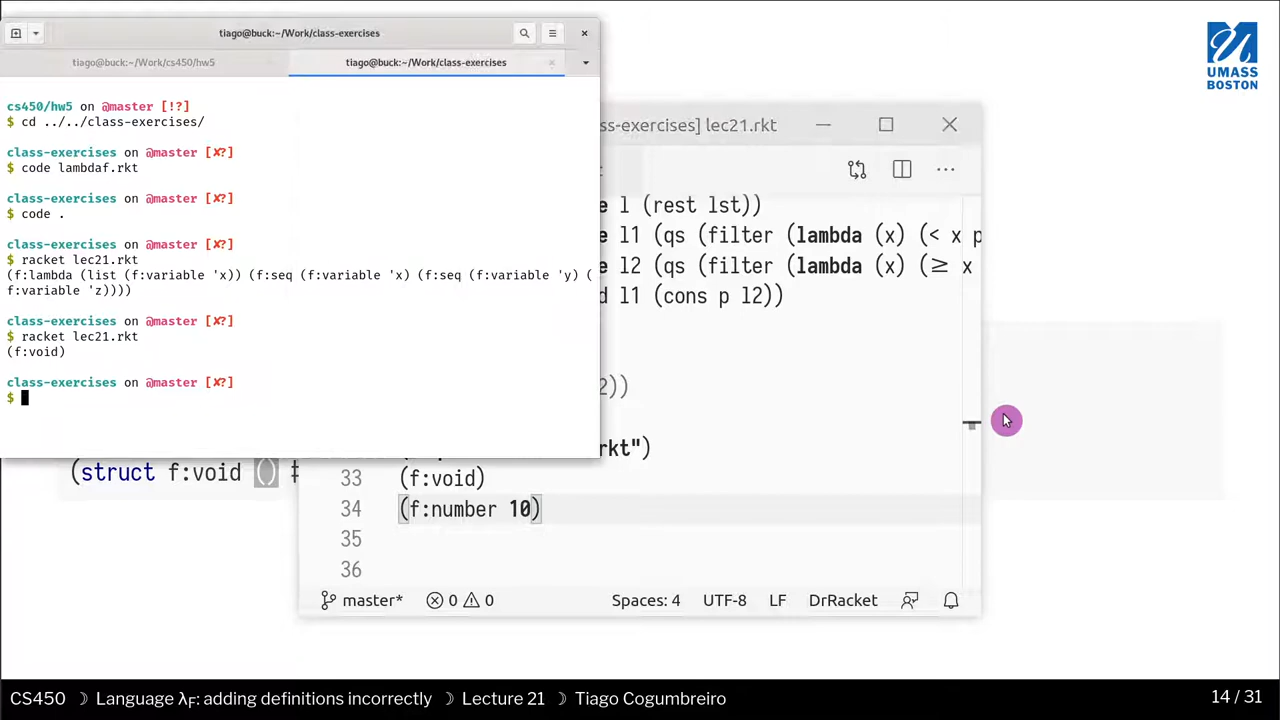 tiago@buck:~/Work/class-exercises
tiago@buck:~/Work/cs450/hw5
tiago@buck:~/Work/class-exercises
cs450/hw5 on @master [!?]
$ cd ../../class-exercises/
class-exercises on @master [✘?]
$ code lambdaf.rkt
class-exercises on @master [✘?]
$ code .
class-exercises on @master [✘?]
$ racket lec21.rkt
(f:lambda (list (f:variable 'x)) (f:seq (f:variable 'x) (f:seq (f:variable 'y) (
f:variable 'z))))
class-exercises on @master [✘?]
$ racket lec21.rkt
(f:void)
class-exercises on @master [✘?]
$
UMASS
BOSTON
ss-exercises] lec21.rkt
e l (rest lst))
e l1 (qs (filter (lambda (x) (< x p
e l2 (qs (filter (lambda (x) (≥ x
d l1 (cons p l2))
2))
rkt")
33 (f:void)
34 (f:number 10)
35
36
master* 0 0 Spaces: 4 UTF-8 LF DrRacket
(struct f:void ()
CS450 ☽ Language λF: adding definitions incorrectly ☽ Lecture 21 ☽ Tiago Cogumbreiro
14 / 31